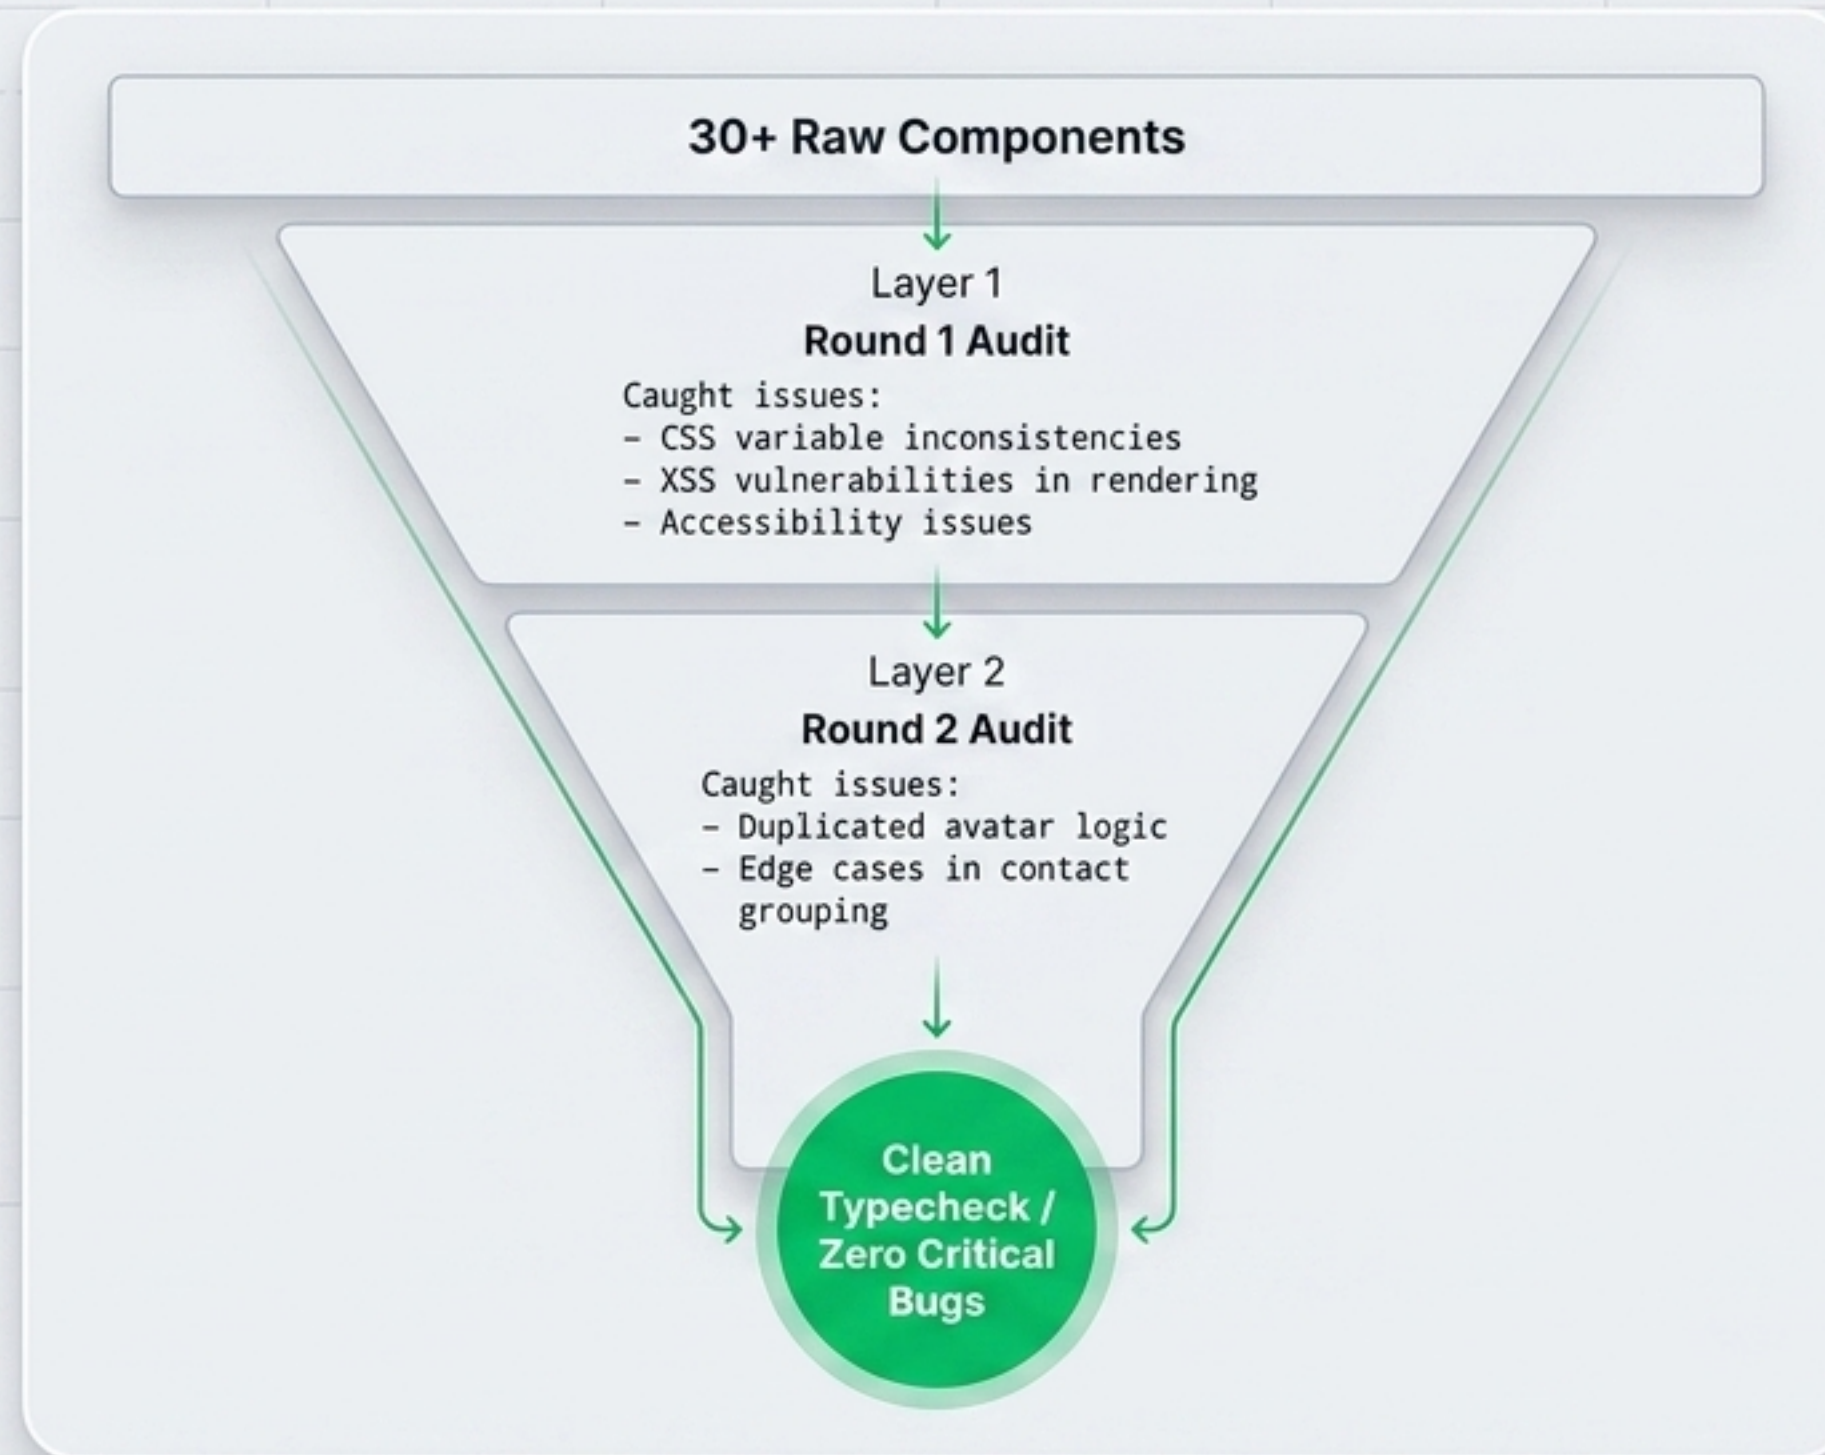 30+ Raw Components
Layer 1
Round 1 Audit
Caught issues:
– CSS variable inconsistencies
– XSS vulnerabilities in rendering
– Accessibility issues
Layer 2
Round 2 Audit
Caught issues:
– Duplicated avatar logic
– Edge cases in contact
grouping
Clean
Typecheck /
Zero Critical
Bugs